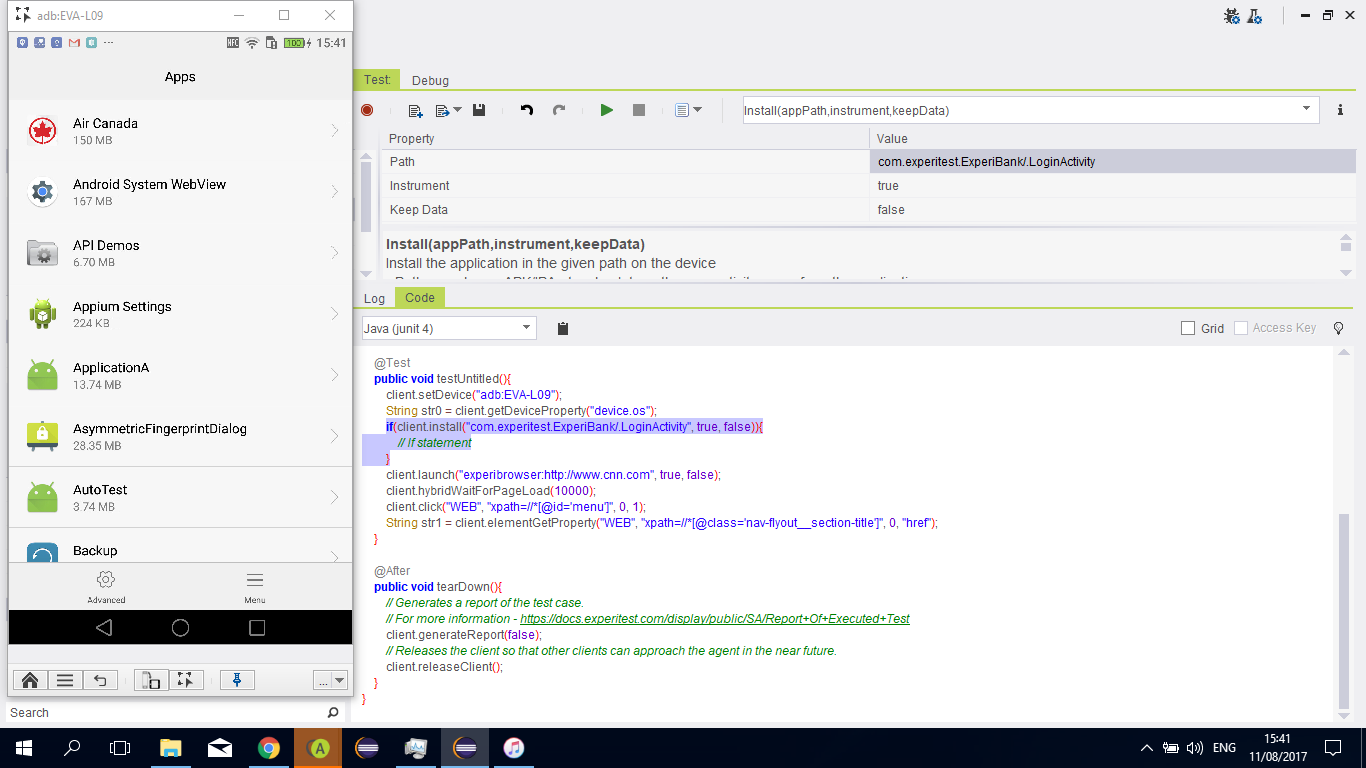 adb:EVA-L09
100
15:41
Apps
Air Canada
150 MB
Android System WebView
167 MB
API Demos
6.70 MB
Appium Settings
224 KB
ApplicationA
13.74 MB
AsymmetricFingerprintDialog
28.35 MB
AutoTest
3.74 MB
Backup
Advanced
Menu
...
Search
Test:
Debug
Install(appPath,instrument,keepData)
Property Value
Path com.experitest.ExperiBank/.LoginActivity
Instrument true
Keep Data false
Install(appPath,instrument,keepData)
Install the application in the given path on the device
Log
Code
Java (junit 4)
Grid
Access Key
@Test
public void testUntitled(){
client.setDevice("adb:EVA-L09");
String str0 = client.getDeviceProperty("device.os");
if(client.install("com.experitest.ExperiBank/.LoginActivity", true, false)){
// If statement
}
client.launch("experibrowser:http://www.cnn.com", true, false);
client.hybridWaitForPageLoad(10000);
client.click("WEB", "xpath=//*[@id='menu']", 0, 1);
String str1 = client.elementGetProperty("WEB", "xpath=//*[@class='nav-flyout__section-title']", 0, "href");
}
@After
public void tearDown(){
// Generates a report of the test case.
// For more information - https://docs.experitest.com/display/public/SA/Report+Of+Executed+Test
client.generateReport(false);
// Releases the client so that other clients can approach the agent in the near future.
client.releaseClient();
}
}
ENG
15:41
11/08/2017